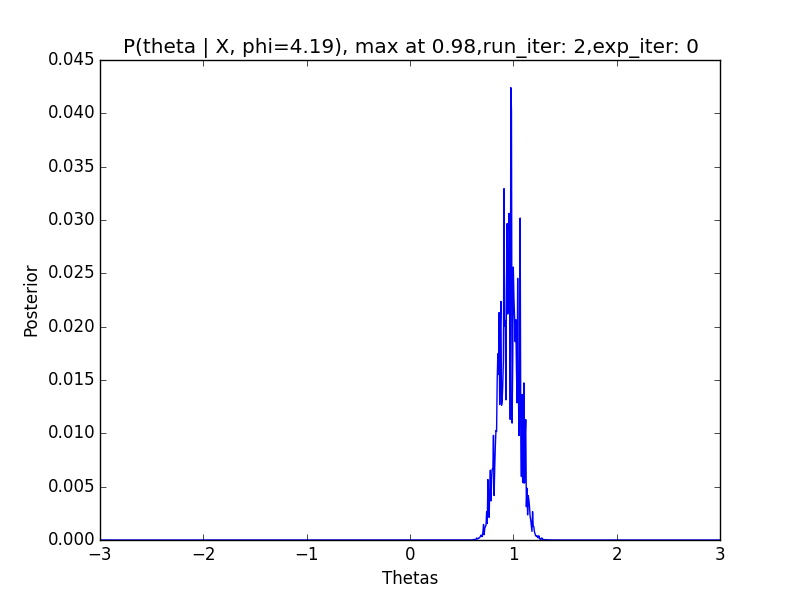 P(theta | X, phi=4.19), max at 0.98,run_iter: 2,exp_iter: 0
0.045
0.040
0.035
0.030
0.025
0.020
0.015
0.010
0.005
0.000
Posterior
−3 −2 −1 0 1 2 3
Thetas